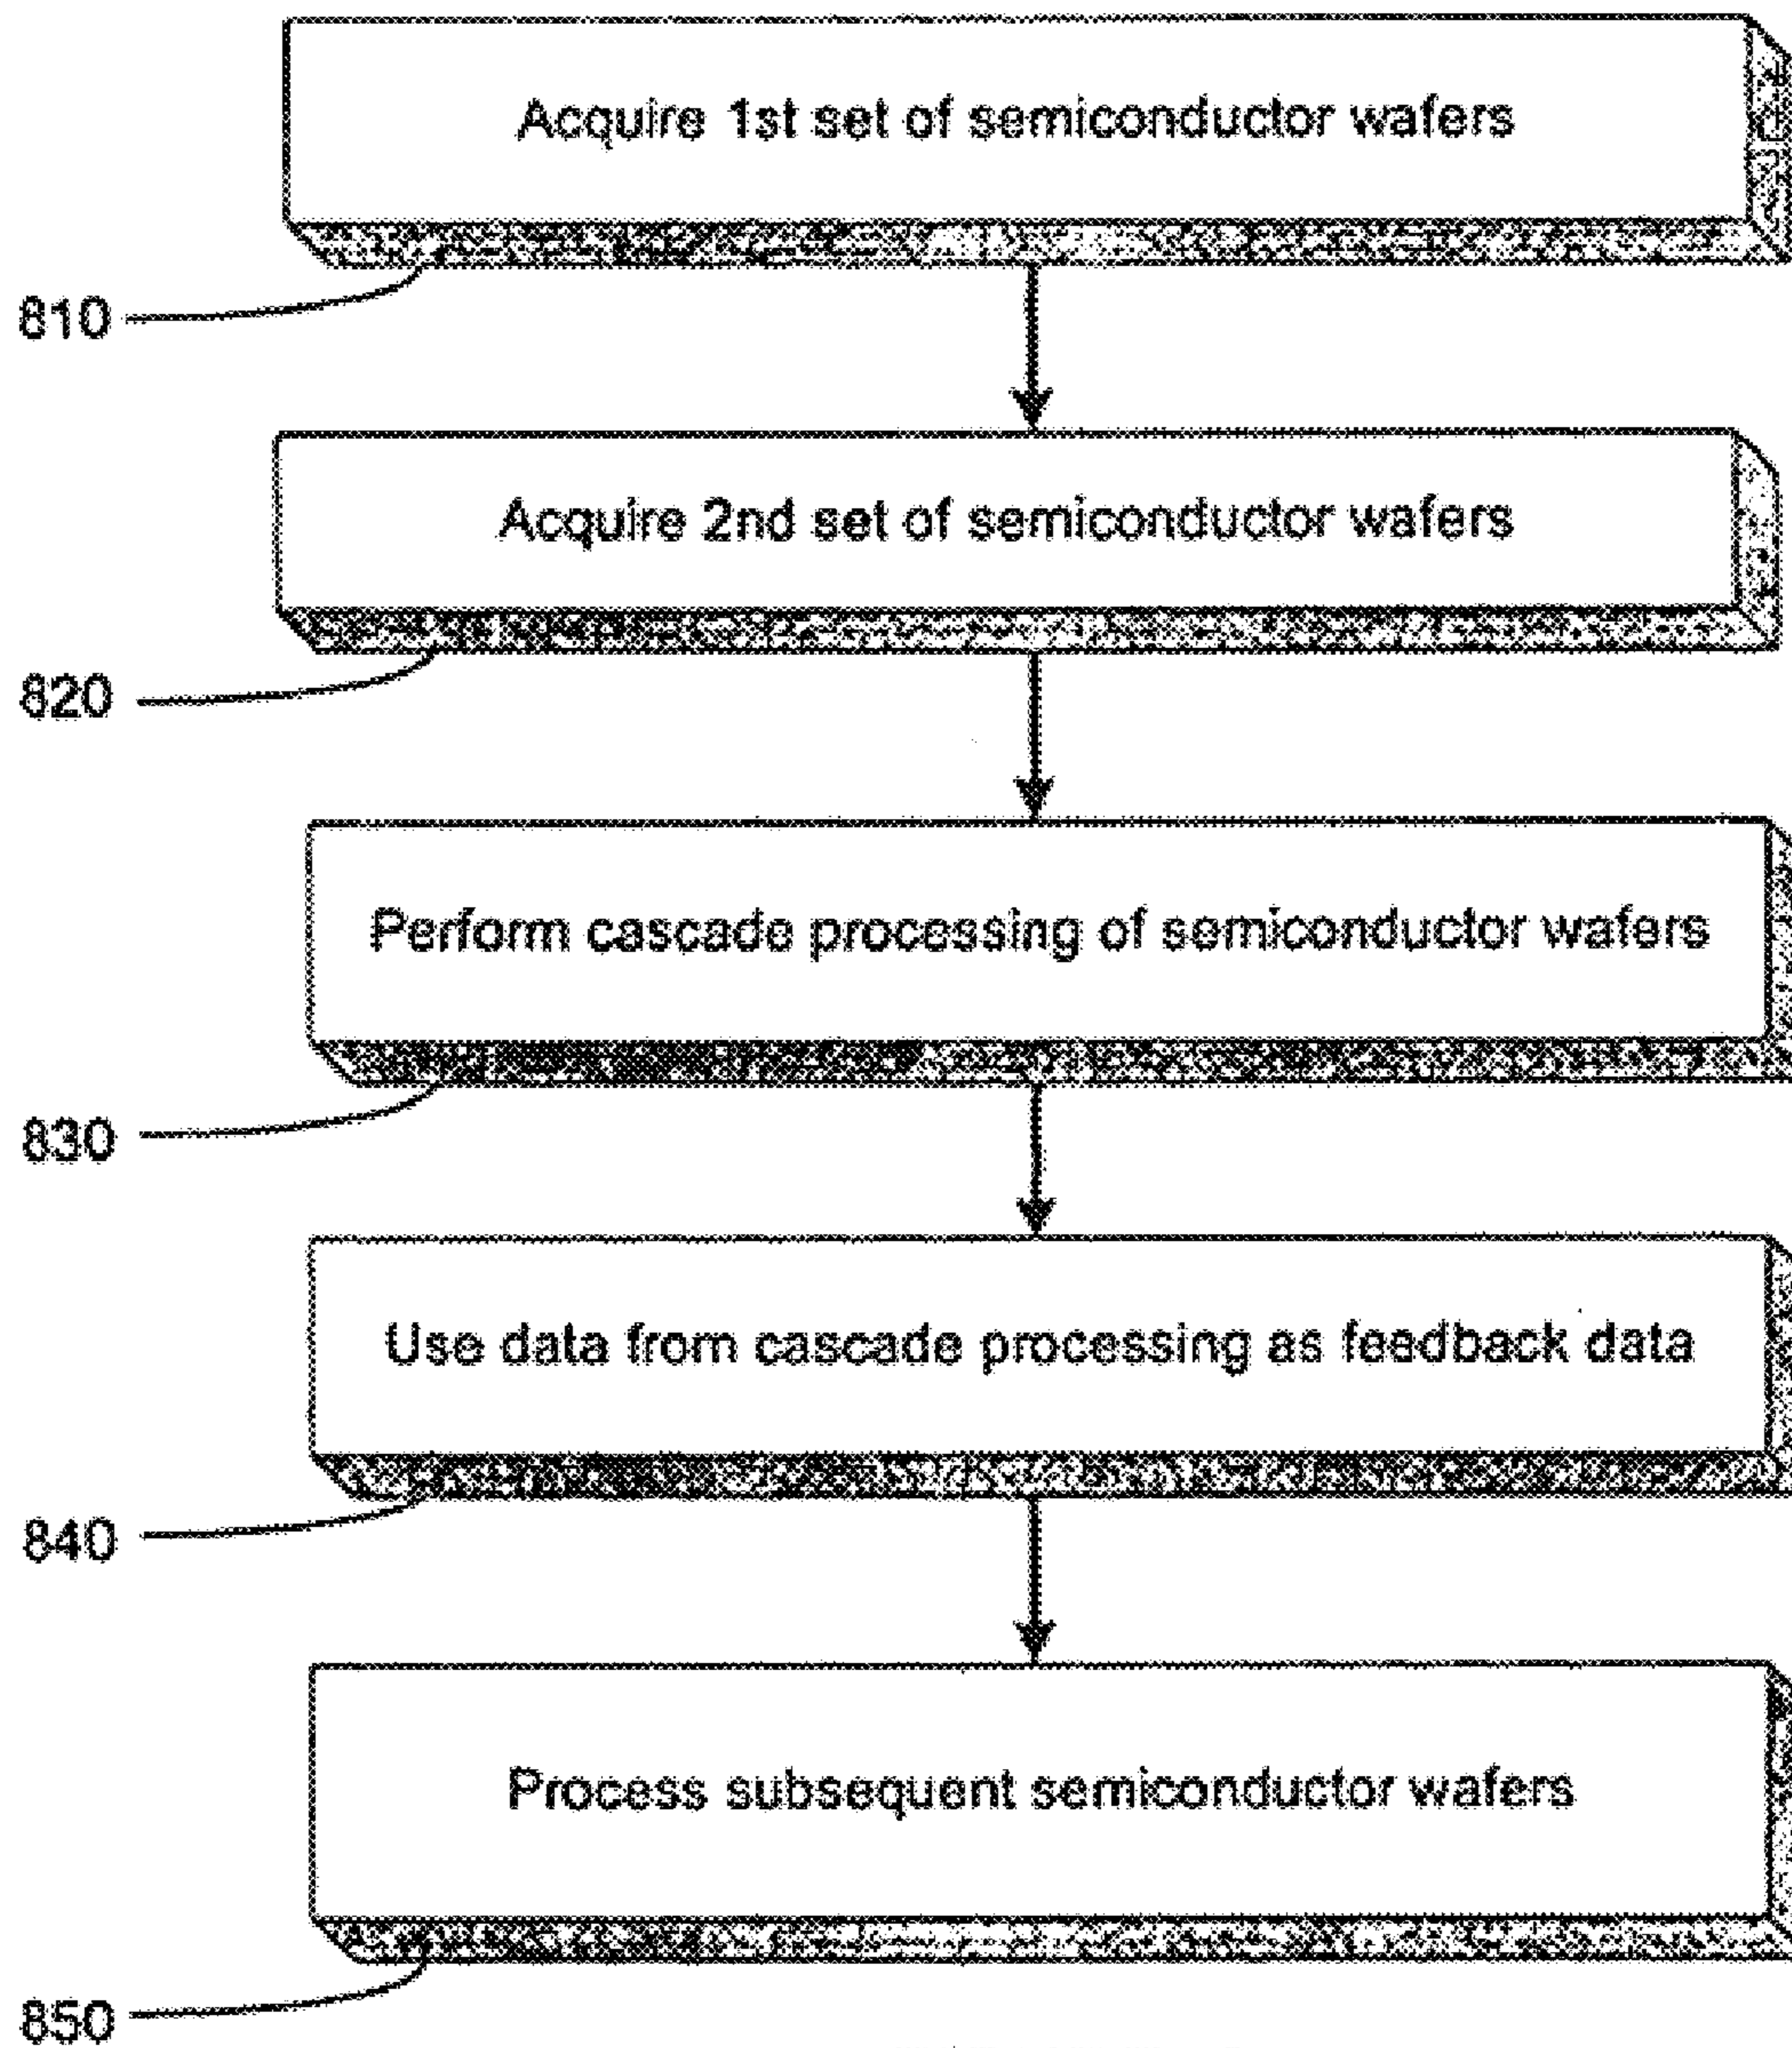 Acquire 1st set of semiconductor wafers
810
Acquire 2nd set of semiconductor wafers
820
Perform cascade processing of semiconductor wafers
830
Use data from cascade processing as feedback data
840
Process subsequent semiconductor wafers
850